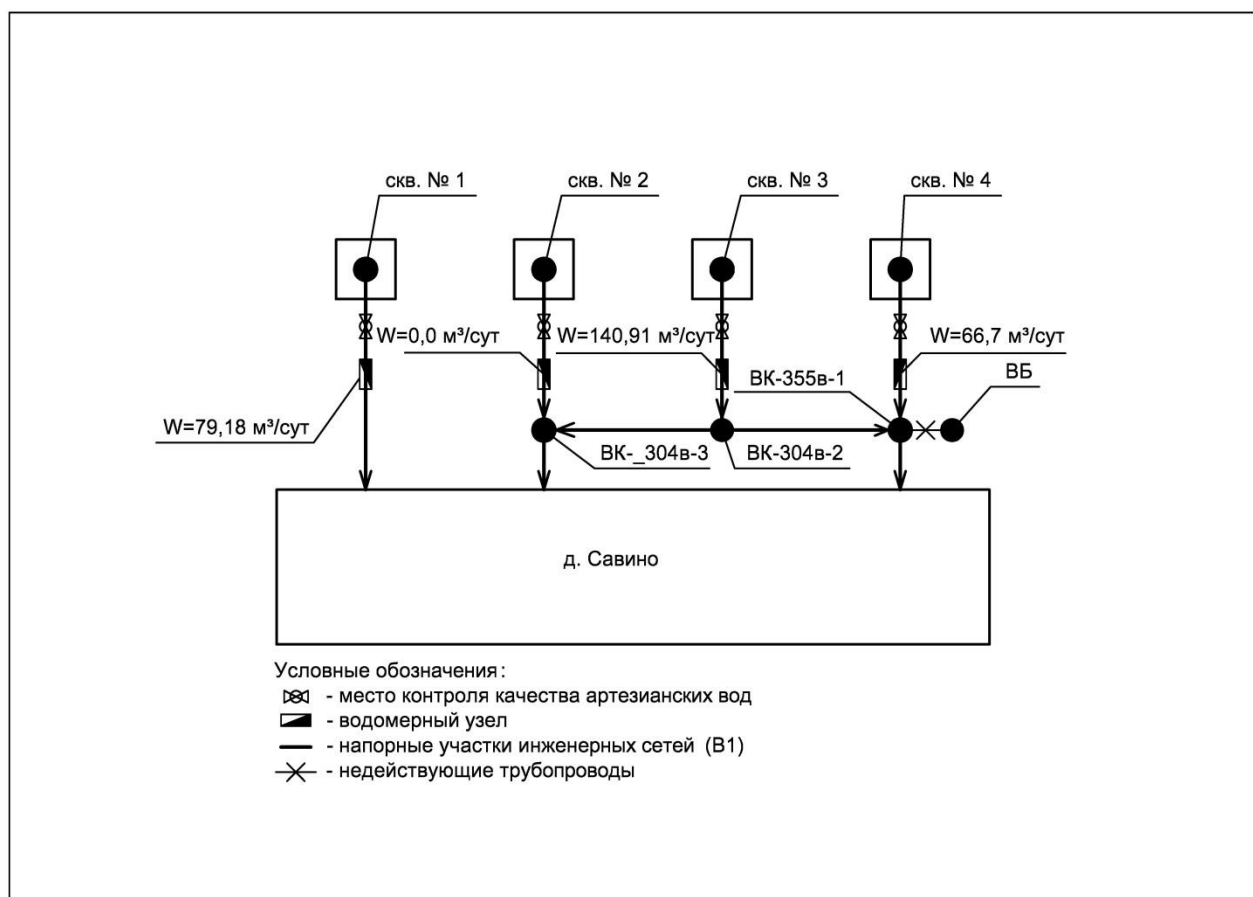 скв. № 1
скв. № 2
скв. № 3
скв. № 4
W=0,0 м³/сут
W=140,91 м³/сут
W=66,7 м³/сут
ВК-355в-1
ВБ
W=79,18 м³/сут
ВК-_304в-3
ВК-304в-2
д. Савино
Условные обозначения:
- место контроля качества артезианских вод
- водомерный узел
- напорные участки инженерных сетей (В1)
- недействующие трубопроводы